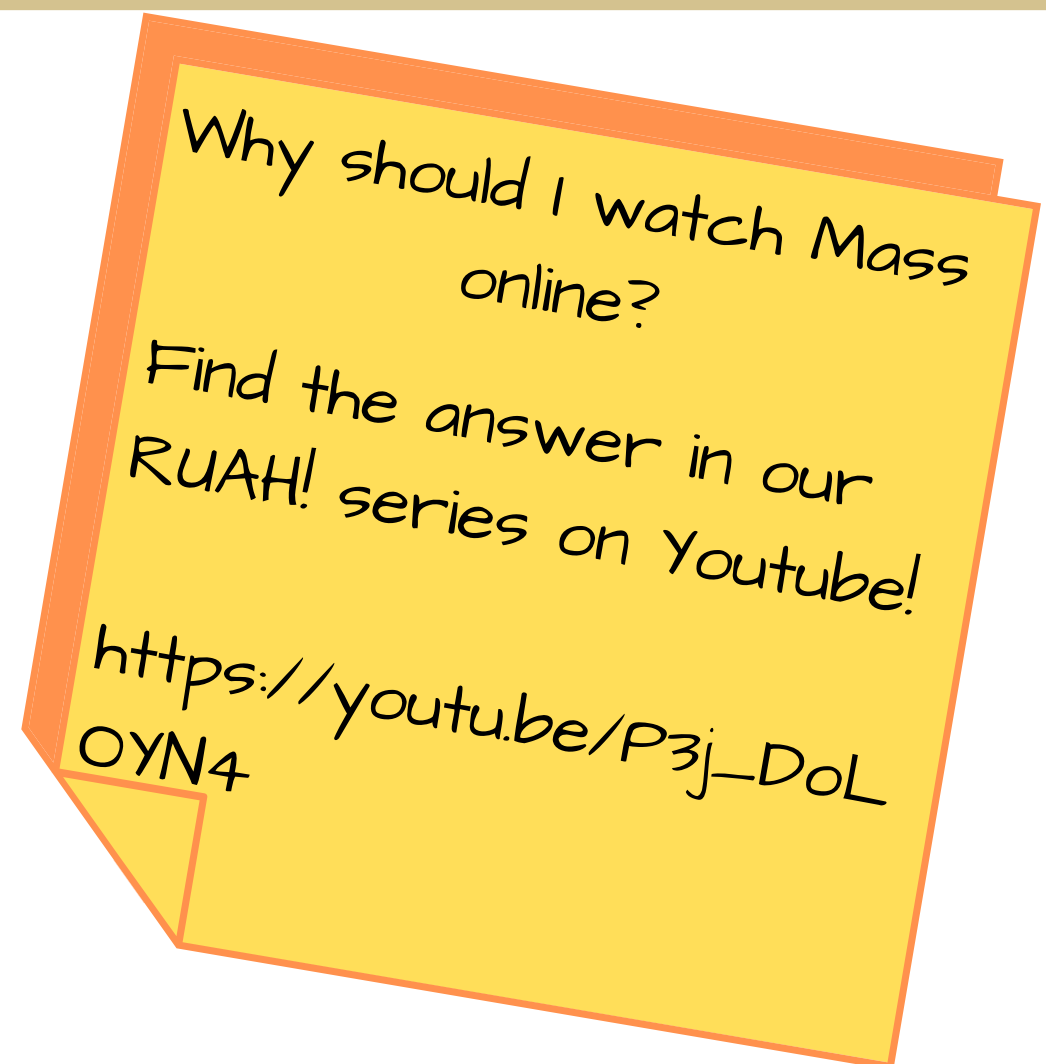 Why should I watch Mass
online?
Find the answer in our
RUAH! series on Youtube!
https://youtu.be/P3j_DoL
OYN4